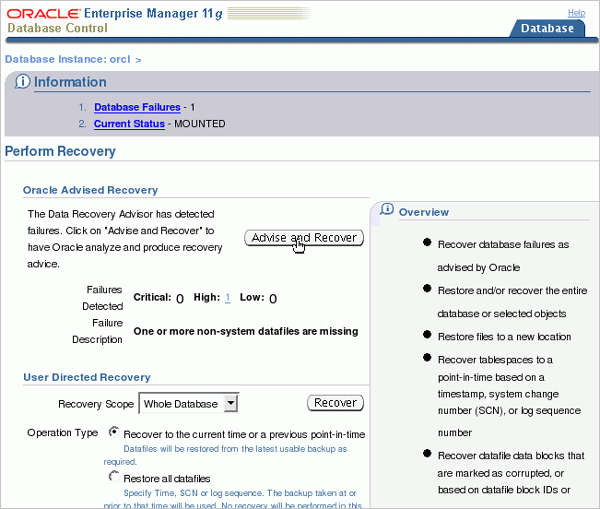 ORACLE Enterprise Manager 11g
Database Control
Help
Database
Database Instance: orcl >
Information
1. Database Failures - 1
2. Current Status - MOUNTED
Perform Recovery
Oracle Advised Recovery
The Data Recovery Advisor has detected
failures. Click on "Advise and Recover" to
have Oracle analyze and produce recovery
advice.
Advise and Recover
Failures
Detected
Critical: 0 High: 1 Low: 0
Failure
Description
One or more non-system datafiles are missing
User Directed Recovery
Recovery Scope Whole Database
Recover
Operation Type Recover to the current time or a previous point-in-time
Datafiles will be restored from the latest usable backup as
required.
Restore all datafiles
Specify Time, SCN or log sequence. The backup taken at or
prior to that time will be used. No recovery will be performed in this
Overview
Recover database failures as
advised by Oracle
Restore and/or recover the entire
database or selected objects
Restore files to a new location
Recover tablespaces to a
point-in-time based on a
timestamp, system change
number (SCN), or log sequence
number
Recover datafile data blocks that
are marked as corrupted, or
based on datafile block IDs or